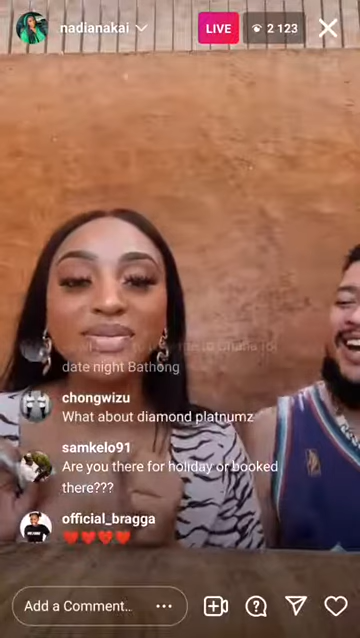 nadianakai
LIVE
2 123
date night Bathong
chongwizu
What about diamond platnumz
samkelo91
Are you there for holiday or booked
there???
official_bragga
❤️❤️❤️❤️
Add a Comment...